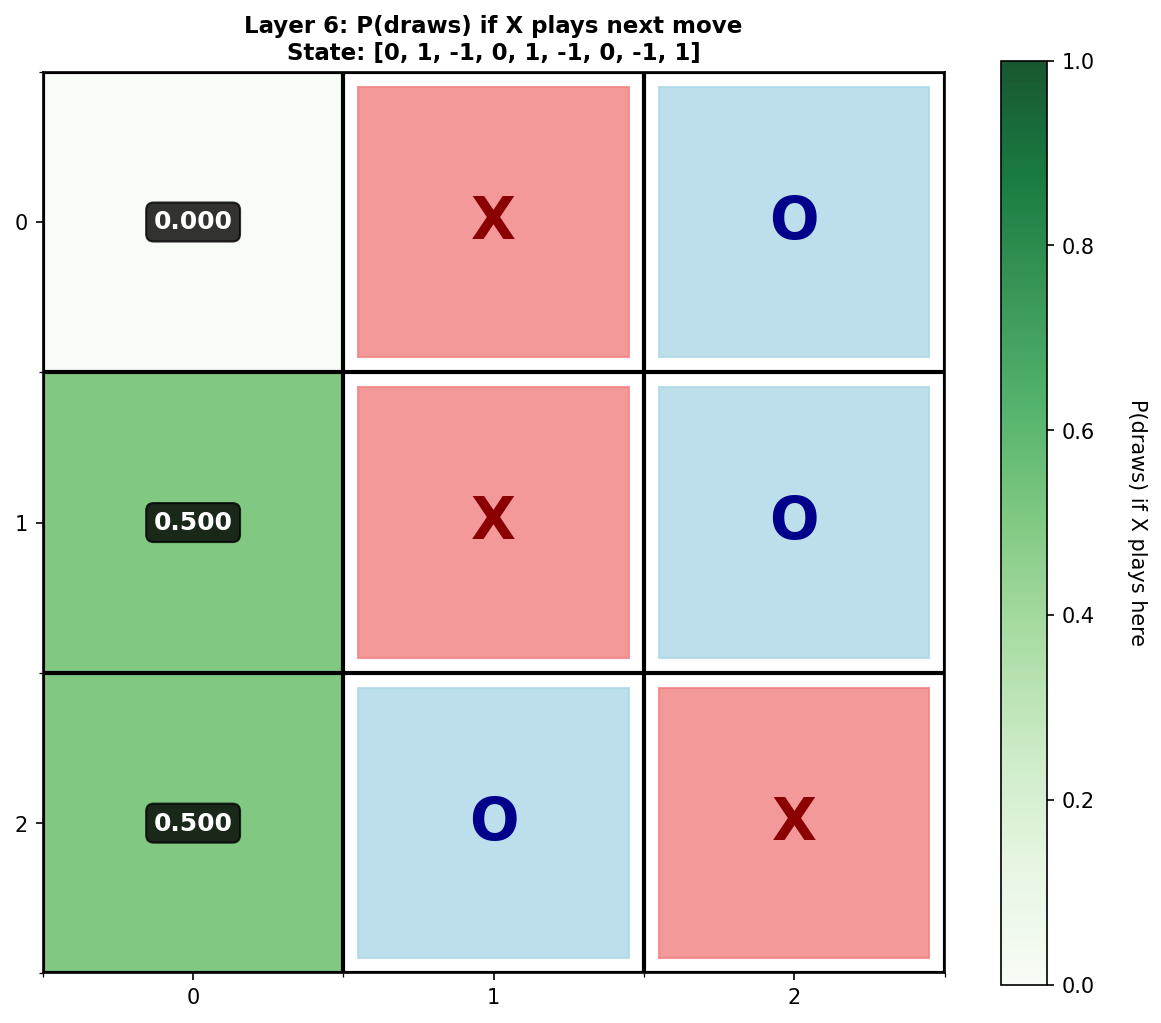 Layer 6: P(draws) if X plays next move
State: [0, 1, -1, 0, 1, -1, 0, -1, 1]
0
0.000
X
O
1
0.500
X
O
2
0.500
O
X
0
1
2
1.0
0.8
0.6
0.4
0.2
0.0
P(draws) if X plays here